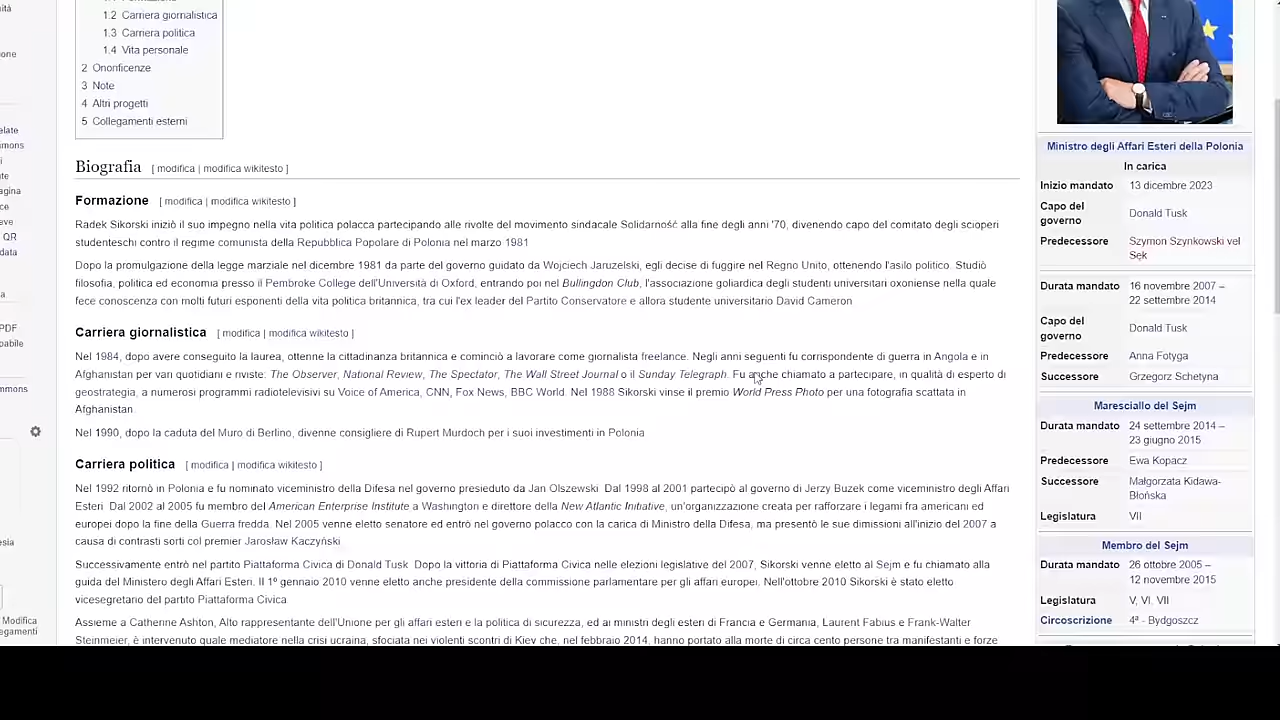 nità
one
elate
mmons
i
te
agina
ce
eve
QR
data
a
PDF
pabile
mmons
esia
Modifica
egamenti
1.2 Carriera giornalistica
1.3 Carriera politica
1.4 Vita personale
2 Onorificenze
3 Note
4 Altri progetti
5 Collegamenti esterni
Biografia [ modifica | modifica wikitesto ]
Formazione [ modifica | modifica wikitesto ]
Radek Sikorski iniziò il suo impegno nella vita politica polacca partecipando alle rivolte del movimento sindacale Solidarność alla fine degli anni '70, divenendo capo del comitato degli scioperi
studenteschi contro il regime comunista della Repubblica Popolare di Polonia nel marzo 1981
Dopo la promulgazione della legge marziale nel dicembre 1981 da parte del governo guidato da Wojciech Jaruzelski, egli decise di fuggire nel Regno Unito, ottenendo l'asilo politico. Studiò
filosofia, politica ed economia presso il Pembroke College dell'Università di Oxford, entrando poi nel Bullingdon Club, l'associazione goliardica degli studenti universitari oxoniense nella quale
fece conoscenza con molti futuri esponenti della vita politica britannica, tra cui l'ex leader del Partito Conservatore e allora studente universitario David Cameron
Carriera giornalistica [ modifica | modifica wikitesto ]
Nel 1984, dopo avere conseguito la laurea, ottenne la cittadinanza britannica e cominciò a lavorare come giornalista freelance. Negli anni seguenti fu corrispondente di guerra in Angola e in
Afghanistan per vari quotidiani e riviste: The Observer, National Review, The Spectator, The Wall Street Journal o il Sunday Telegraph. Fu anche chiamato a partecipare, in qualità di esperto di
geostrategia, a numerosi programmi radiotelevisivi su Voice of America, CNN, Fox News, BBC World. Nel 1988 Sikorski vinse il premio World Press Photo per una fotografia scattata in
Afghanistan.
Nel 1990, dopo la caduta del Muro di Berlino, divenne consigliere di Rupert Murdoch per i suoi investimenti in Polonia
Carriera politica [ modifica | modifica wikitesto ]
Nel 1992 ritornò in Polonia e fu nominato viceministro della Difesa nel governo presieduto da Jan Olszewski. Dal 1998 al 2001 partecipò al governo di Jerzy Buzek come viceministro degli Affari
Esteri. Dal 2002 al 2005 fu membro del American Enterprise Institute a Washington e direttore della New Atlantic Initiative, un'organizzazione creata per rafforzare i legami fra americani ed
europei dopo la fine della Guerra fredda. Nel 2005 venne eletto senatore ed entrò nel governo polacco con la carica di Ministro della Difesa, ma presentò le sue dimissioni all'inizio del 2007 a
causa di contrasti sorti col premier Jarosław Kaczyński
Successivamente entrò nel partito Piattaforma Civica di Donald Tusk. Dopo la vittoria di Piattaforma Civica nelle elezioni legislative del 2007, Sikorski venne eletto al Sejm e fu chiamato alla
guida del Ministero degli Affari Esteri. Il 1º gennaio 2010 venne eletto anche presidente della commissione parlamentare per gli affari europei. Nell'ottobre 2010 Sikorski è stato eletto
vicesegretario del partito Piattaforma Civica
Assieme a Catherine Ashton, Alto rappresentante dell'Unione per gli affari esteri e la politica di sicurezza, ed ai ministri degli esteri di Francia e Germania, Laurent Fabius e Frank-Walter
Steinmeier, è intervenuto quale mediatore nella crisi ucraina, sfociata nei violenti scontri di Kiev che, nel febbraio 2014, hanno portato alla morte di circa cento persone tra manifestanti e forze
Ministro degli Affari Esteri della Polonia
In carica
Inizio mandato 13 dicembre 2023
Capo del
governo Donald Tusk
Predecessore Szymon Szynkowski vel
Sęk
Durata mandato 16 novembre 2007 –
22 settembre 2014
Capo del
governo Donald Tusk
Predecessore Anna Fotyga
Successore Grzegorz Schetyna
Maresciallo del Sejm
Durata mandato 24 settembre 2014 –
23 giugno 2015
Predecessore Ewa Kopacz
Successore Małgorzata Kidawa-
Błońska
Legislatura VII
Membro del Sejm
Durata mandato 26 ottobre 2005 –
12 novembre 2015
Legislatura V, VI, VII
Circoscrizione 4ª - Bydgoszcz